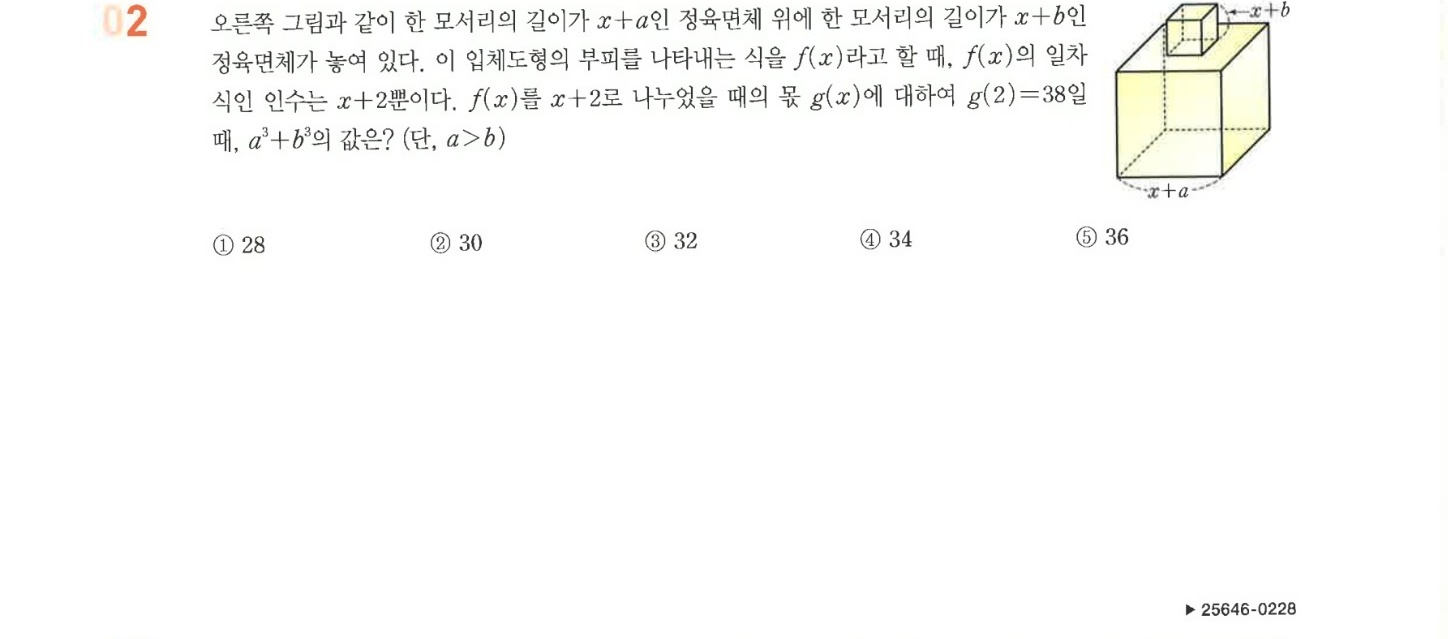 02
오른쪽 그림과 같이 한 모서리의 길이가 x+a인 정육면체 위에 한 모서리의 길이가 x+b인
정육면체가 놓여 있다. 이 입체도형의 부피를 나타내는 식을 f(x)라고 할 때, f(x)의 일차
식인 인수는 x+2뿐이다. f(x)를 x+2로 나누었을 때의 몫 g(x)에 대하여 g(2)=38일
때, a³+b³의 값은? (단, a>b)
x+b
x+a
① 28 ② 30 ③ 32 ④ 34 ⑤ 36
▶ 25646-0228